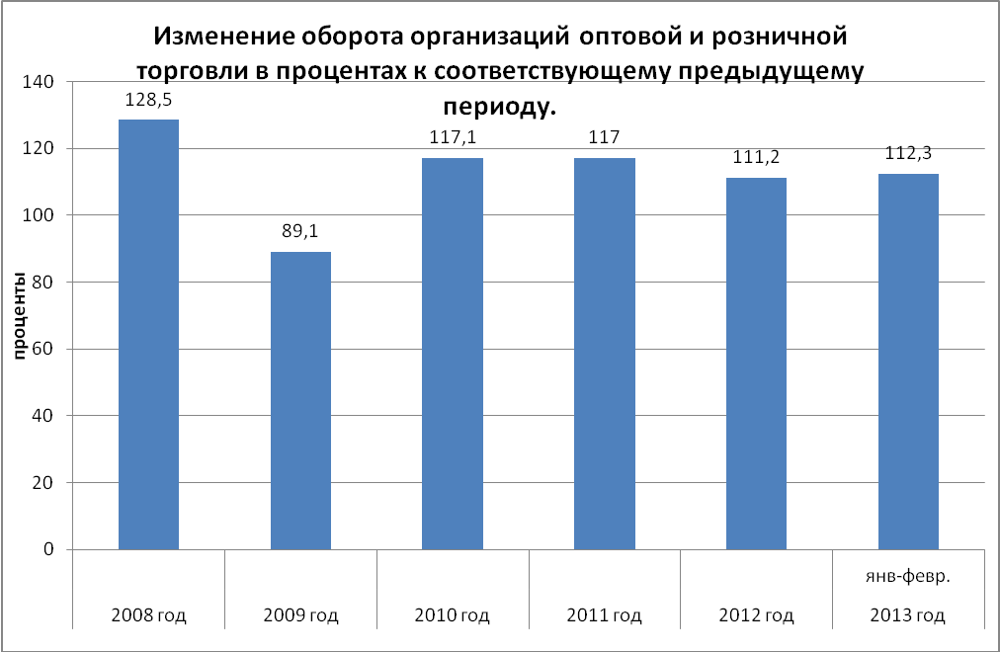 Изменение оборота организаций оптовой и розничной
торговли в процентах к соответствующему предыдущему
периоду.
проценты
140
120
100
80
60
40
20
0
128,5
89,1
117,1
117
111,2
112,3
янв-февр.
2008 год
2009 год
2010 год
2011 год
2012 год
2013 год